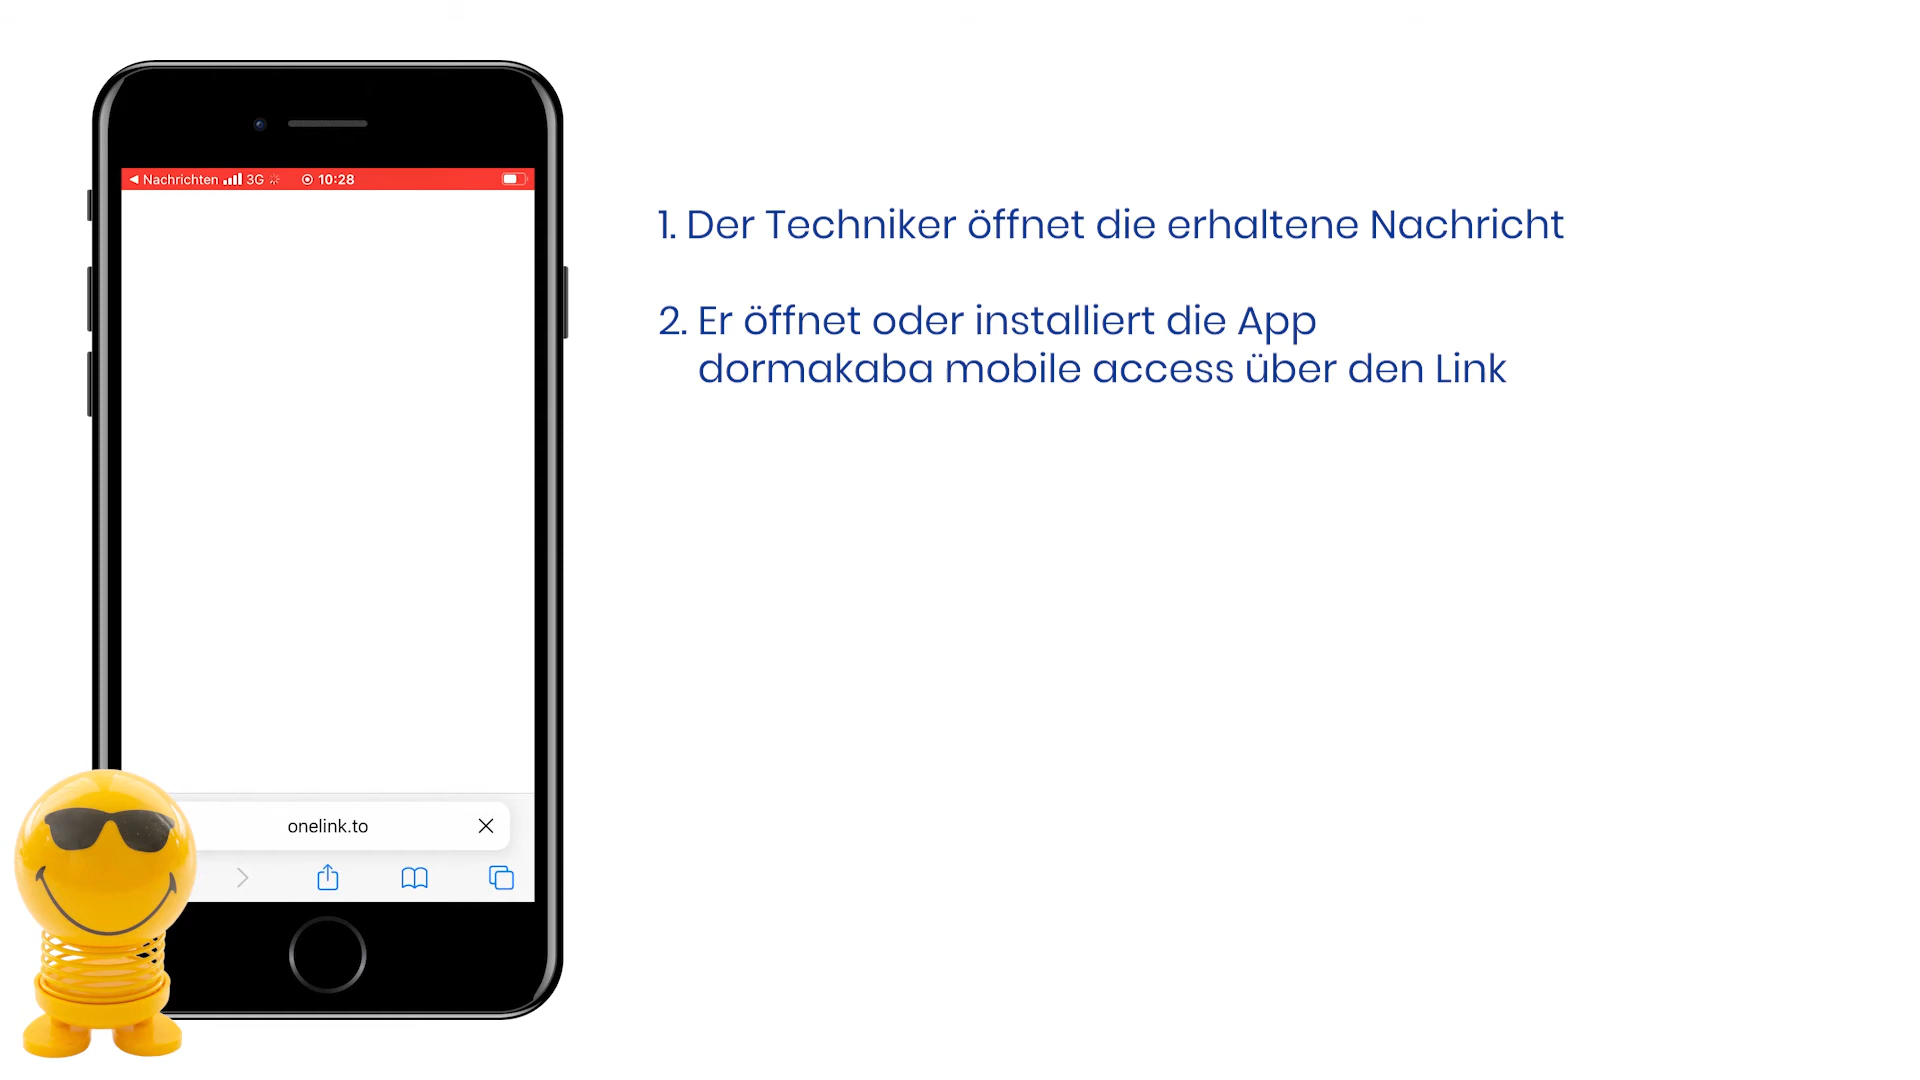 Nachrichten 3G 10:28
1. Der Techniker öffnet die erhaltene Nachricht
2. Er öffnet oder installiert die App
dormakaba mobile access über den Link
onelink.to